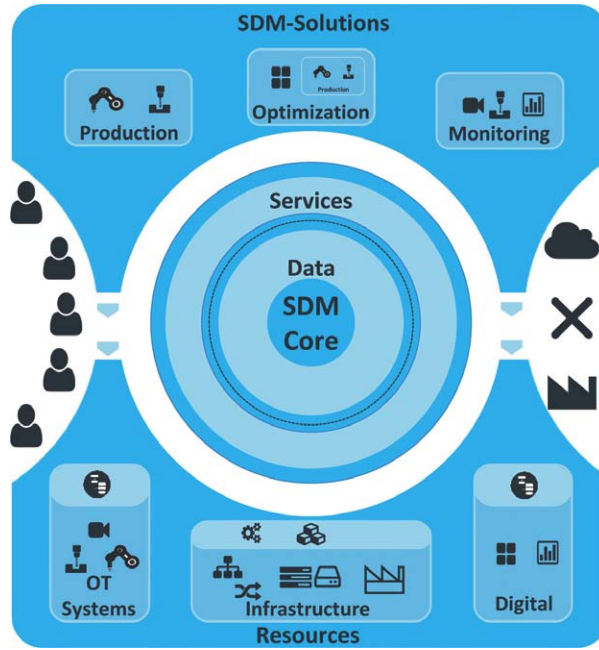 SDM-Solutions
Production
Production
Optimization
Monitoring
Services
Data
SDM
Core
OT
Systems
Infrastructure
Digital
Resources